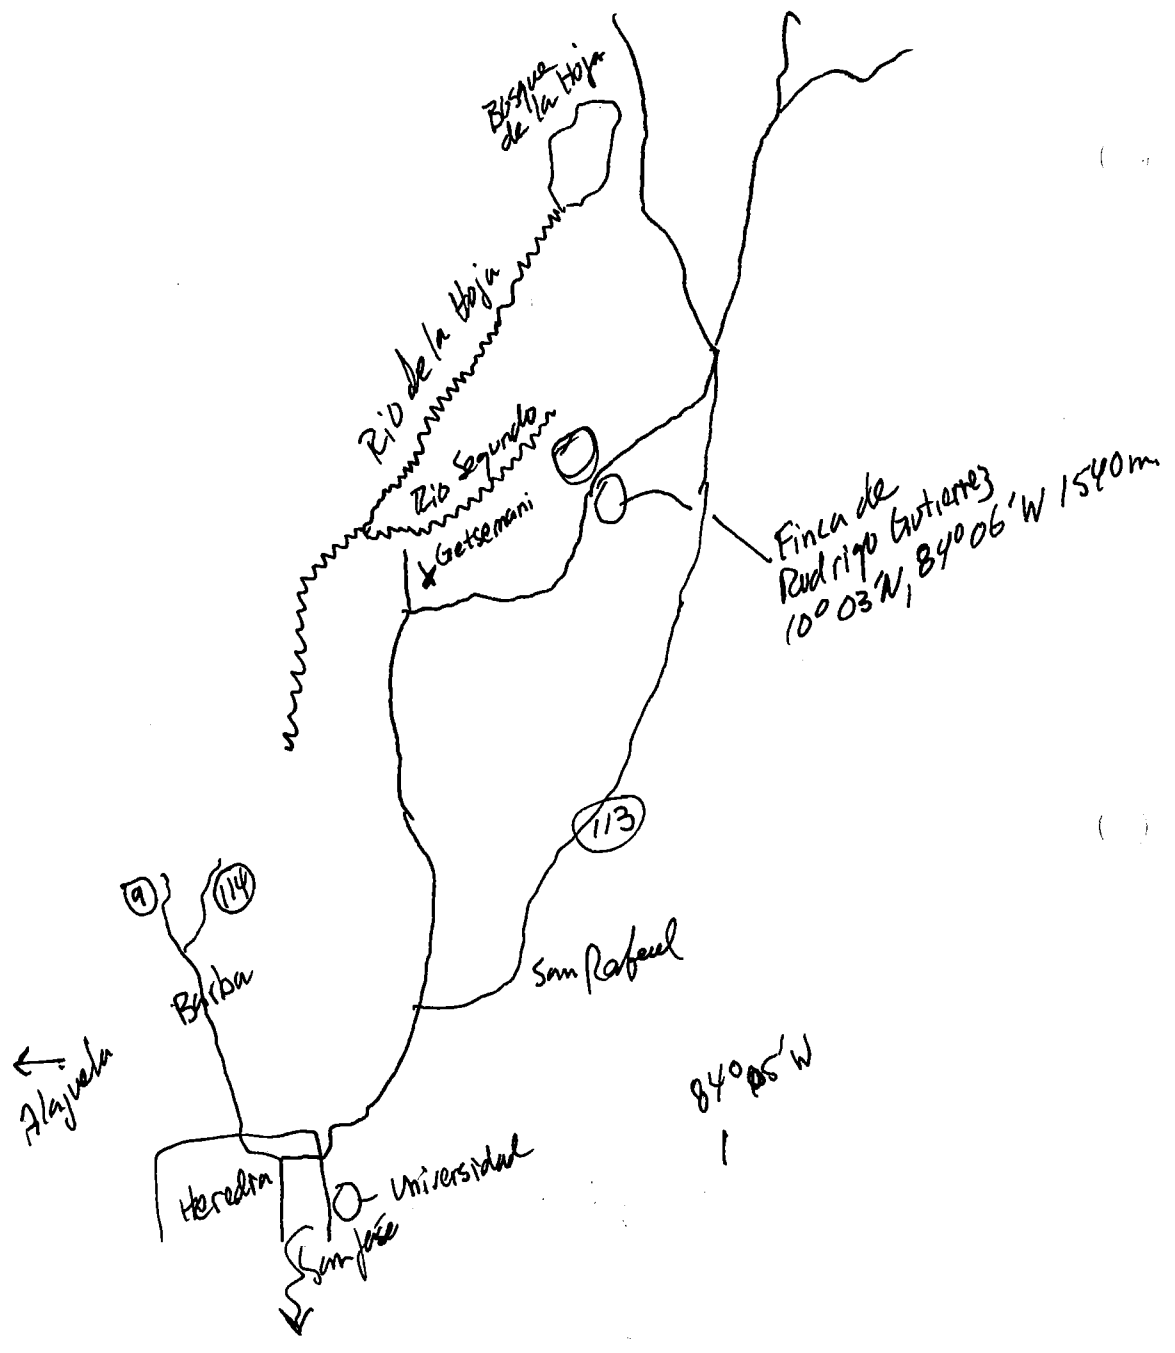 Bosque
de la Hoja
Rio de la Hoja
Rio Segundo
Getsemani
Finca de
Rodrigo Gutierrez
10° 03'N, 84° 06'W 1540m
113
9
114
San Rafael
Barba
Alajuela
84° 05'W
Heredia
Universidad
San José